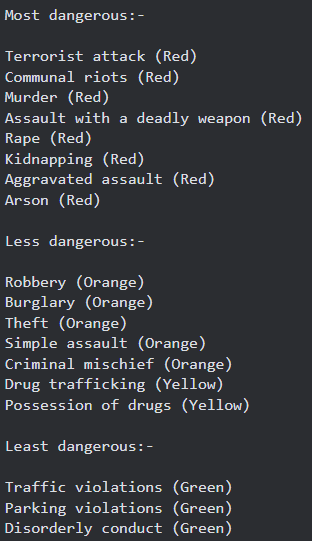 Most dangerous:-
Terrorist attack (Red)
Communal riots (Red)
Murder (Red)
Assault with a deadly weapon (Red)
Rape (Red)
Kidnapping (Red)
Aggravated assault (Red)
Arson (Red)
Less dangerous:-
Robbery (Orange)
Burglary (Orange)
Theft (Orange)
Simple assault (Orange)
Criminal mischief (Orange)
Drug trafficking (Yellow)
Possession of drugs (Yellow)
Least dangerous:-
Traffic violations (Green)
Parking violations (Green)
Disorderly conduct (Green)